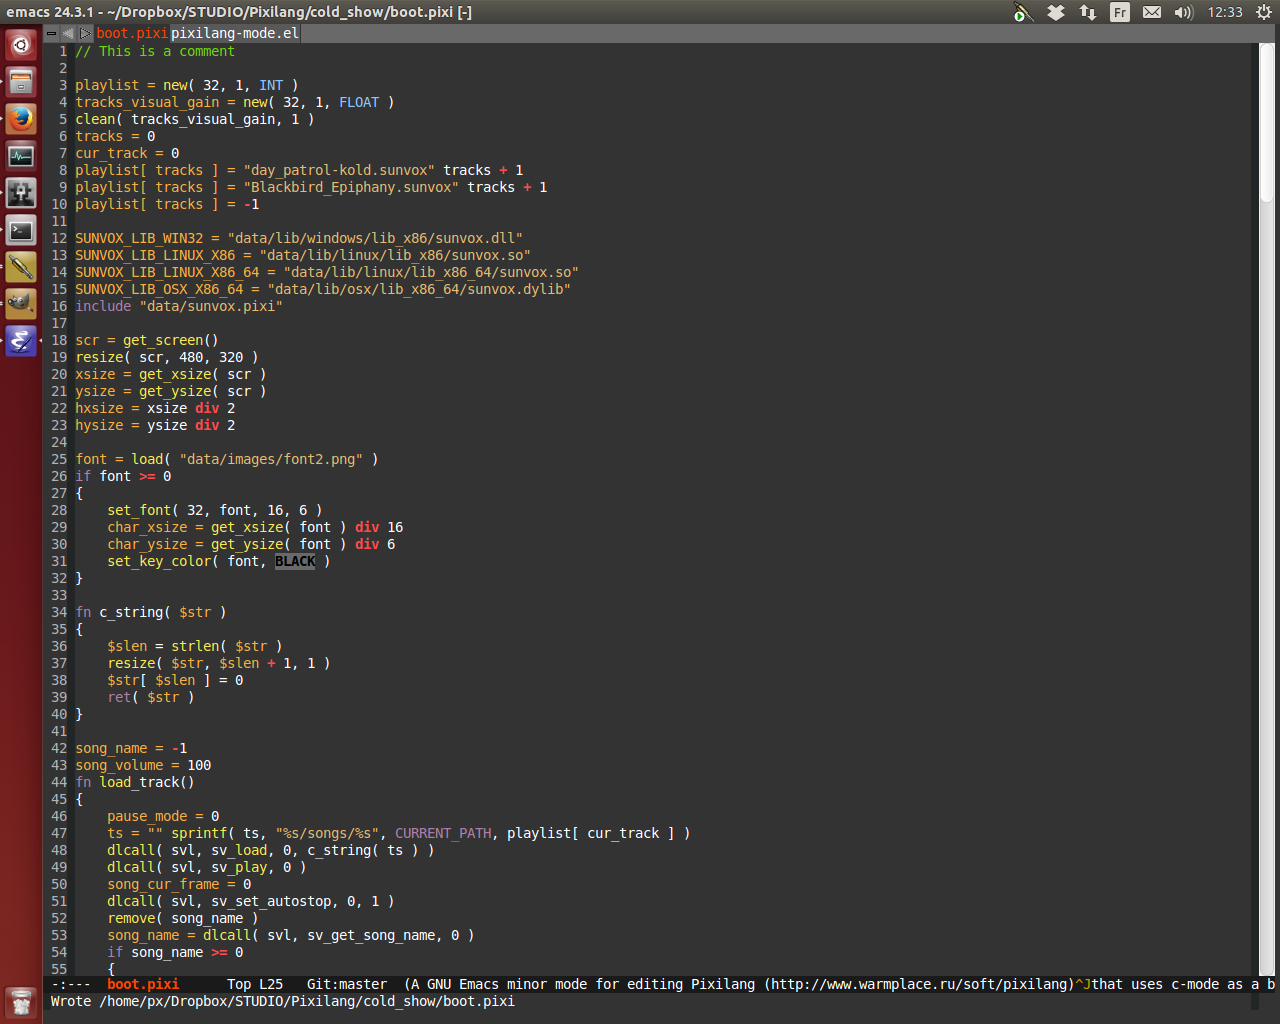 emacs 24.3.1 - ~/Dropbox/STUDIO/Pixilang/cold_show/boot.pixi [-]
Fr
12:33
boot.pixi pixilang-mode.el
1 // This is a comment
2
3 playlist = new( 32, 1, INT )
4 tracks_visual_gain = new( 32, 1, FLOAT )
5 clean( tracks_visual_gain, 1 )
6 tracks = 0
7 cur_track = 0
8 playlist[ tracks ] = "day_patrol-kold.sunvox" tracks + 1
9 playlist[ tracks ] = "Blackbird_Epiphany.sunvox" tracks + 1
10 playlist[ tracks ] = -1
11
12 SUNVOX_LIB_WIN32 = "data/lib/windows/lib_x86/sunvox.dll"
13 SUNVOX_LIB_LINUX_X86 = "data/lib/linux/lib_x86/sunvox.so"
14 SUNVOX_LIB_LINUX_X86_64 = "data/lib/linux/lib_x86_64/sunvox.so"
15 SUNVOX_LIB_OSX_X86_64 = "data/lib/osx/lib_x86_64/sunvox.dylib"
16 include "data/sunvox.pixi"
17
18 scr = get_screen()
19 resize( scr, 480, 320 )
20 xsize = get_xsize( scr )
21 ysize = get_ysize( scr )
22 hxsize = xsize div 2
23 hysize = ysize div 2
24
25 font = load( "data/images/font2.png" )
26 if font >= 0
27 {
28     set_font( 32, font, 16, 6 )
29     char_xsize = get_xsize( font ) div 16
30     char_ysize = get_ysize( font ) div 6
31     set_key_color( font, BLACK )
32 }
33
34 fn c_string( $str )
35 {
36     $slen = strlen( $str )
37     resize( $str, $slen + 1, 1 )
38     $str[ $slen ] = 0
39     ret( $str )
40 }
41
42 song_name = -1
43 song_volume = 100
44 fn load_track()
45 {
46     pause_mode = 0
47     ts = "" sprintf( ts, "%s/songs/%s", CURRENT_PATH, playlist[ cur_track ] )
48     dlcall( svl, sv_load, 0, c_string( ts ) )
49     dlcall( svl, sv_play, 0 )
50     song_cur_frame = 0
51     dlcall( svl, sv_set_autostop, 0, 1 )
52     remove( song_name )
53     song_name = dlcall( svl, sv_get_song_name, 0 )
54     if song_name >= 0
55     {
-:---  boot.pixi      Top L25   Git:master  (A GNU Emacs minor mode for editing Pixilang (http://www.warmplace.ru/soft/pixilang)^Jthat uses c-mode as a b
Wrote /home/px/Dropbox/STUDIO/Pixilang/cold_show/boot.pixi